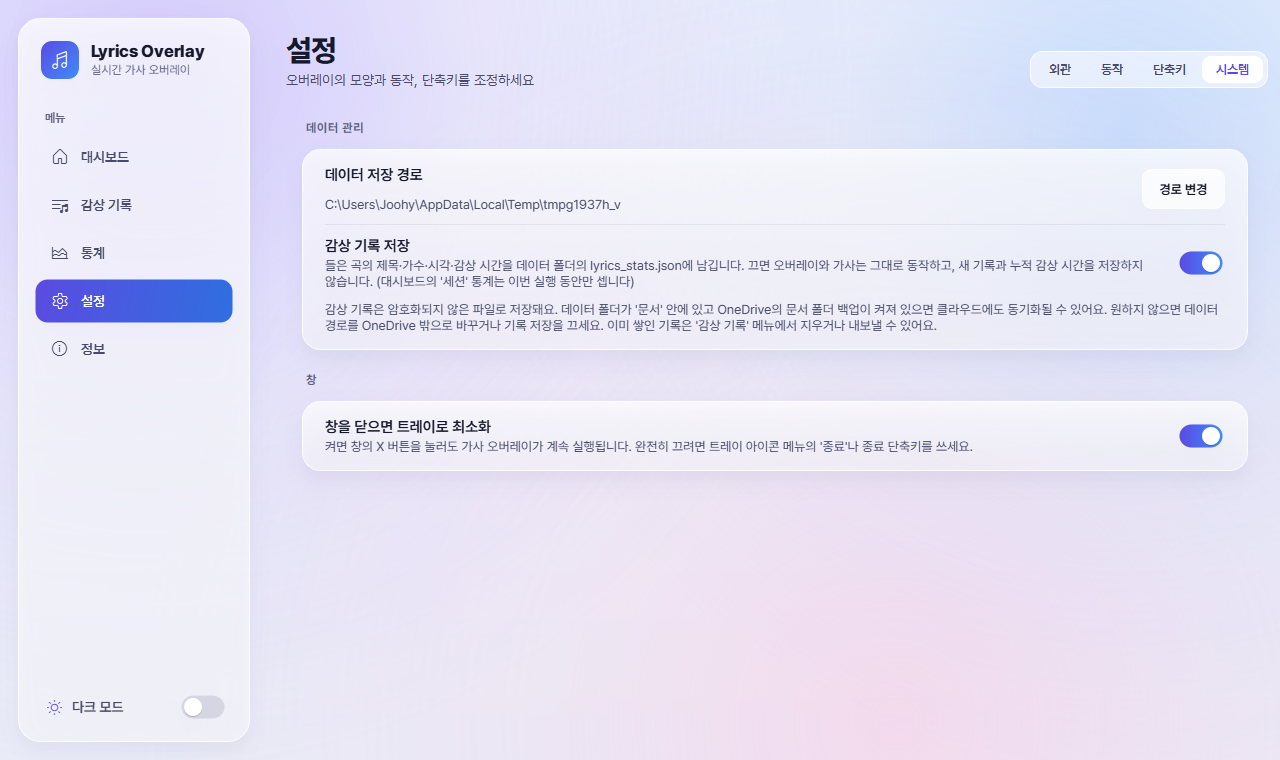 Lyrics Overlay
실시간 가사 오버레이
메뉴
대시보드
감상 기록
통계
설정
정보
다크 모드
설정
오버레이의 모양과 동작, 단축키를 조정하세요
외관
동작
단축키
시스템
데이터 관리
데이터 저장 경로
C:\Users\Joohy\AppData\Local\Temp\tmpg1937h_v
경로 변경
감상 기록 저장
들은 곡의 제목·가수·시각·감상 시간을 데이터 폴더의 lyrics_stats.json에 남깁니다. 끄면 오버레이와 가사는 그대로 동작하고, 새 기록과 누적 감상 시간을 저장하지
않습니다. (대시보드의 '세션' 통계는 이번 실행 동안만 셉니다)
감상 기록은 암호화되지 않은 파일로 저장돼요. 데이터 폴더가 '문서' 안에 있고 OneDrive의 문서 폴더 백업이 켜져 있으면 클라우드에도 동기화될 수 있어요. 원하지 않으면 데이터
경로를 OneDrive 밖으로 바꾸거나 기록 저장을 끄세요. 이미 쌓인 기록은 '감상 기록' 메뉴에서 지우거나 내보낼 수 있어요.
창
창을 닫으면 트레이로 최소화
켜면 창의 X 버튼을 눌러도 가사 오버레이가 계속 실행됩니다. 완전히 끄려면 트레이 아이콘 메뉴의 '종료'나 종료 단축키를 쓰세요.